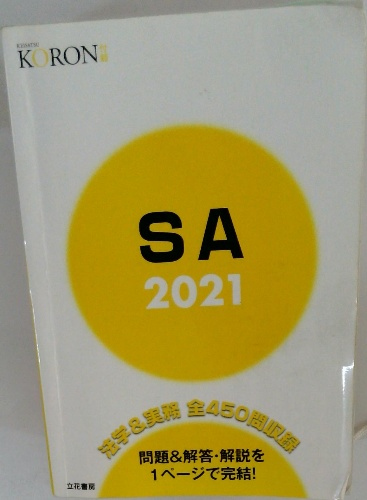 KEISATSU
KORON
SA
2021
法学&実務 全450問収録
問題&解答・解説を
1ページで完結!
立花書房